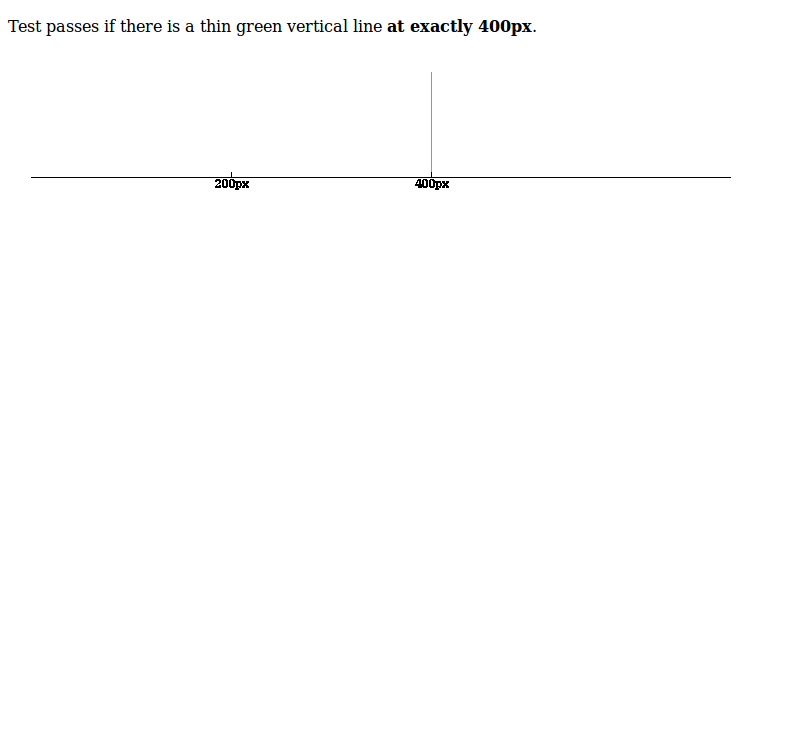 Test passes if there is a thin green vertical line at exactly 400px.
200px 400px